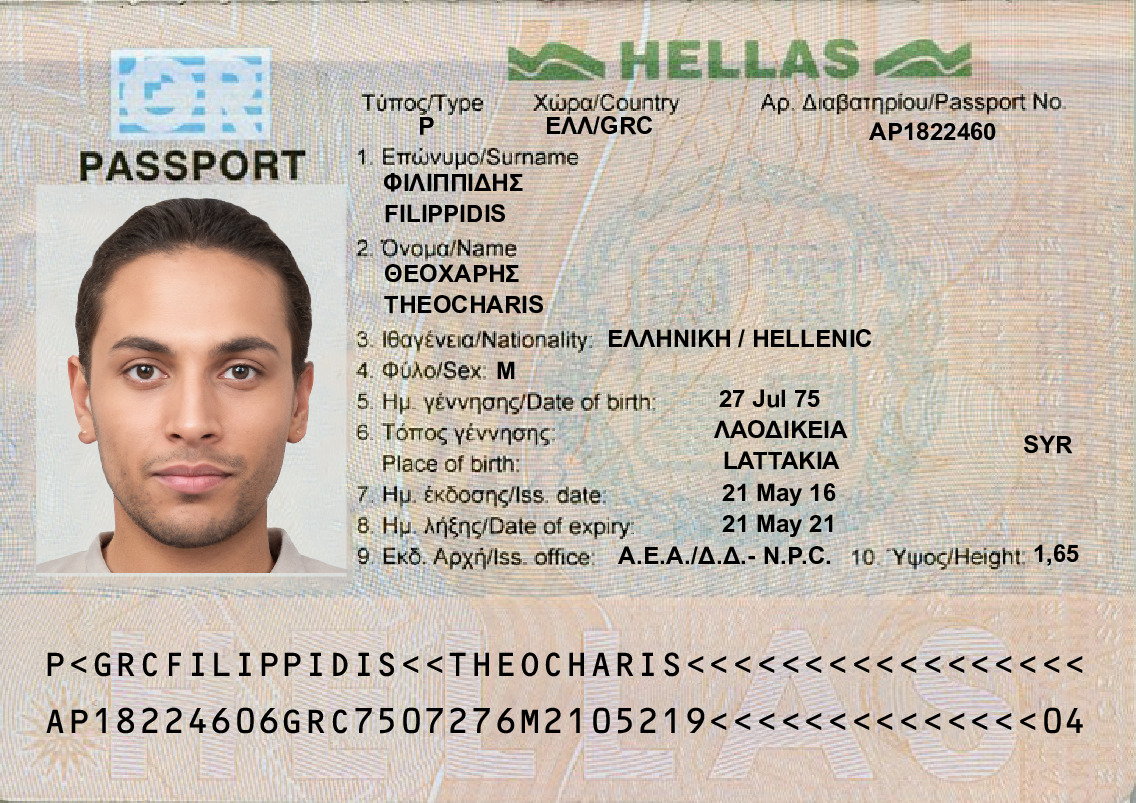 GR
HELLAS
PASSPORT
Τύπος/Type Χώρα/Country Αρ. Διαβατηρίου/Passport No.
P ΕΛΛ/GRC AP1822460
1. Επώνυμο/Surname
ΦΙΛΙΠΠΙΔΗΣ
FILIPPIDIS
2. Όνομα/Name
ΘΕΟΧΑΡΗΣ
THEOCHARIS
3. Ιθαγένεια/Nationality: ΕΛΛΗΝΙΚΗ / HELLENIC
4. Φύλο/Sex: M
5. Ημ. γέννησης/Date of birth: 27 Jul 75
6. Τόπος γέννησης: ΛΑΟΔΙΚΕΙΑ SYR
Place of birth: LATTAKIA
7. Ημ. έκδοσης/Iss. date: 21 May 16
8. Ημ. λήξης/Date of expiry: 21 May 21
9 Εκδ. Αρχή/Iss. office: Α.Ε.Α./Δ.Δ.- N.P.C. 10. Ύψος/Height: 1,65
HELLAS
P<GRCFILIPPIDIS<<THEOCHARIS<<<<<<<<<<<<<<<<<
AP18224606GRC7507276M2105219<<<<<<<<<<<<<<04